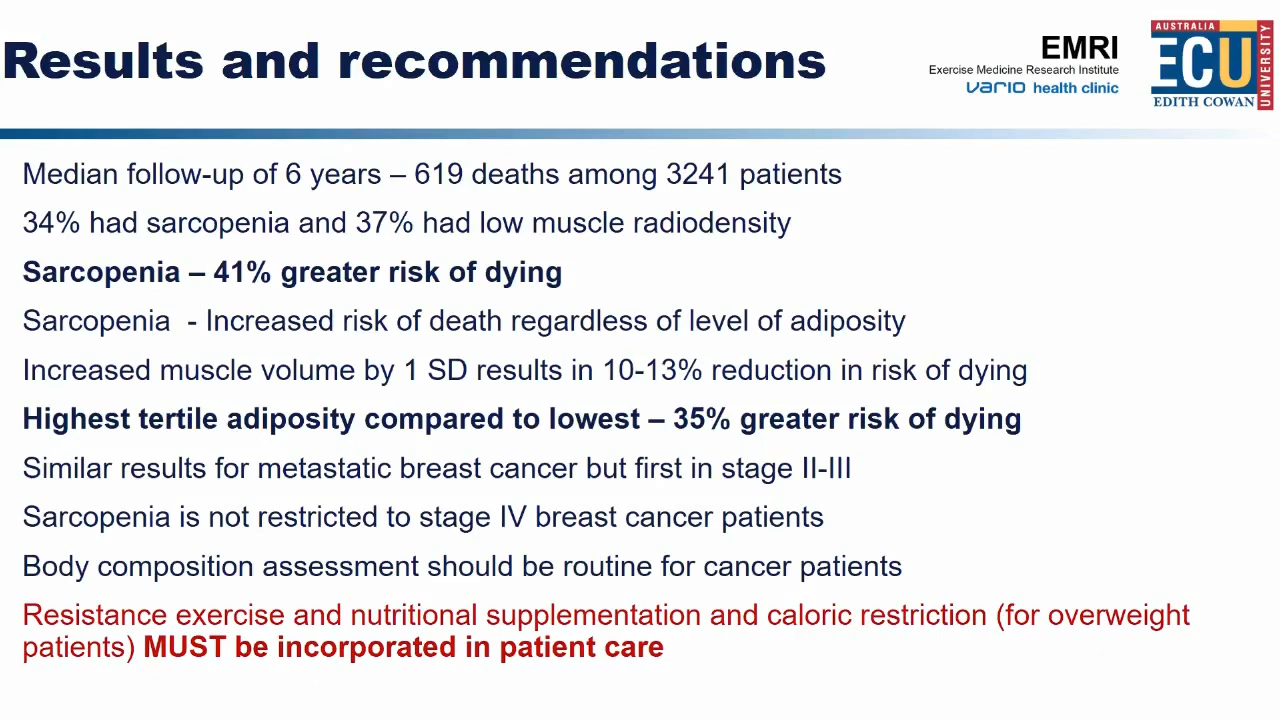 Results and recommendations
EMRI
Exercise Medicine Research Institute
vario health clinic
AUSTRALIA
ECU
EDITH COWAN
UNIVERSITY
Median follow-up of 6 years – 619 deaths among 3241 patients
34% had sarcopenia and 37% had low muscle radiodensity
Sarcopenia – 41% greater risk of dying
Sarcopenia  - Increased risk of death regardless of level of adiposity
Increased muscle volume by 1 SD results in 10-13% reduction in risk of dying
Highest tertile adiposity compared to lowest – 35% greater risk of dying
Similar results for metastatic breast cancer but first in stage II-III
Sarcopenia is not restricted to stage IV breast cancer patients
Body composition assessment should be routine for cancer patients
Resistance exercise and nutritional supplementation and caloric restriction (for overweight
patients) MUST be incorporated in patient care